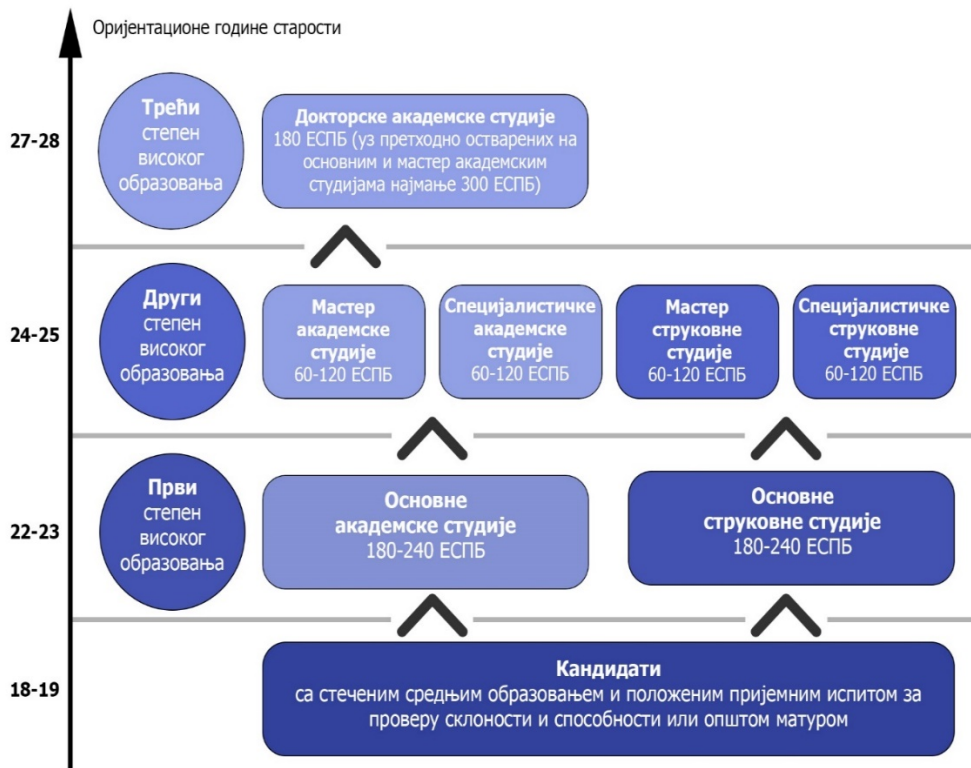 Оријентационе године старости
27-28
Трећи
степен
високог
образовања
Докторске академске студије
180 ЕСПБ (уз претходно остварених на
основним и мастер академским
студијама најмање 300 ЕСПБ)
24-25
Други
степен
високог
образовања
Мастер
академске
студије
60-120 ЕСПБ
Специјалистичке
академске
студије
60-120 ЕСПБ
Мастер
струковне
студије
60-120 ЕСПБ
Специјалистичке
струковне
студије
60-120 ЕСПБ
22-23
Први
степен
високог
образовања
Основне
академске студије
180-240 ЕСПБ
Основне
струковне студије
180-240 ЕСПБ
18-19
Кандидати
са стеченим средњим образовањем и положеним пријемним испитом за
проверу склоности и способности или општом матуром